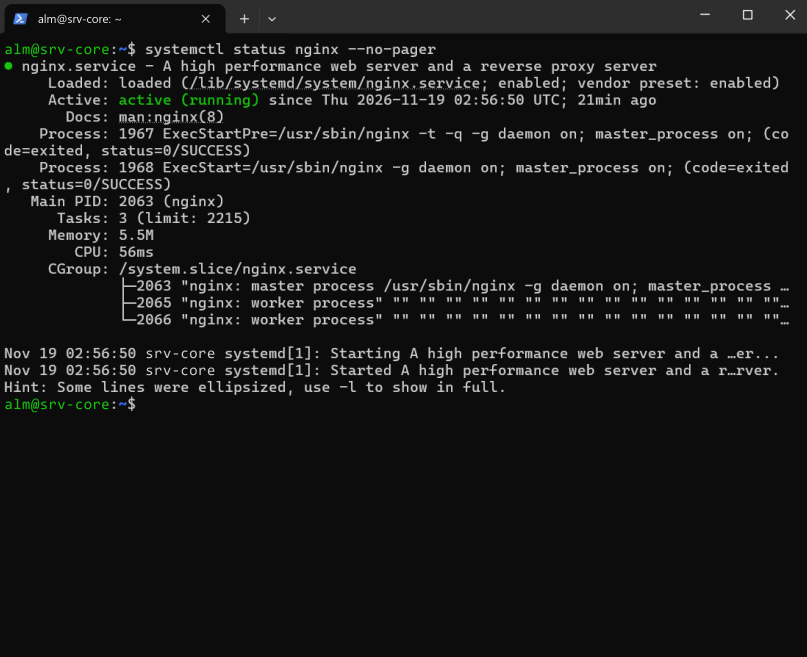 alm@srv-core: ~
alm@srv-core:~$ systemctl status nginx --no-pager
● nginx.service - A high performance web server and a reverse proxy server
     Loaded: loaded (/lib/systemd/system/nginx.service; enabled; vendor preset: enabled)
     Active: active (running) since Thu 2026-11-19 02:56:50 UTC; 21min ago
       Docs: man:nginx(8)
    Process: 1967 ExecStartPre=/usr/sbin/nginx -t -q -g daemon on; master_process on; (co
de=exited, status=0/SUCCESS)
    Process: 1968 ExecStart=/usr/sbin/nginx -g daemon on; master_process on; (code=exited
, status=0/SUCCESS)
   Main PID: 2063 (nginx)
      Tasks: 3 (limit: 2215)
     Memory: 5.5M
        CPU: 56ms
     CGroup: /system.slice/nginx.service
             ├─2063 "nginx: master process /usr/sbin/nginx -g daemon on; master_process …
             ├─2065 "nginx: worker process" "" "" "" "" "" "" "" "" "" "" "" "" "" "" ""…
             └─2066 "nginx: worker process" "" "" "" "" "" "" "" "" "" "" "" "" "" "" ""…
Nov 19 02:56:50 srv-core systemd[1]: Starting A high performance web server and a …er...
Nov 19 02:56:50 srv-core systemd[1]: Started A high performance web server and a r…rver.
Hint: Some lines were ellipsized, use -l to show in full.
alm@srv-core:~$